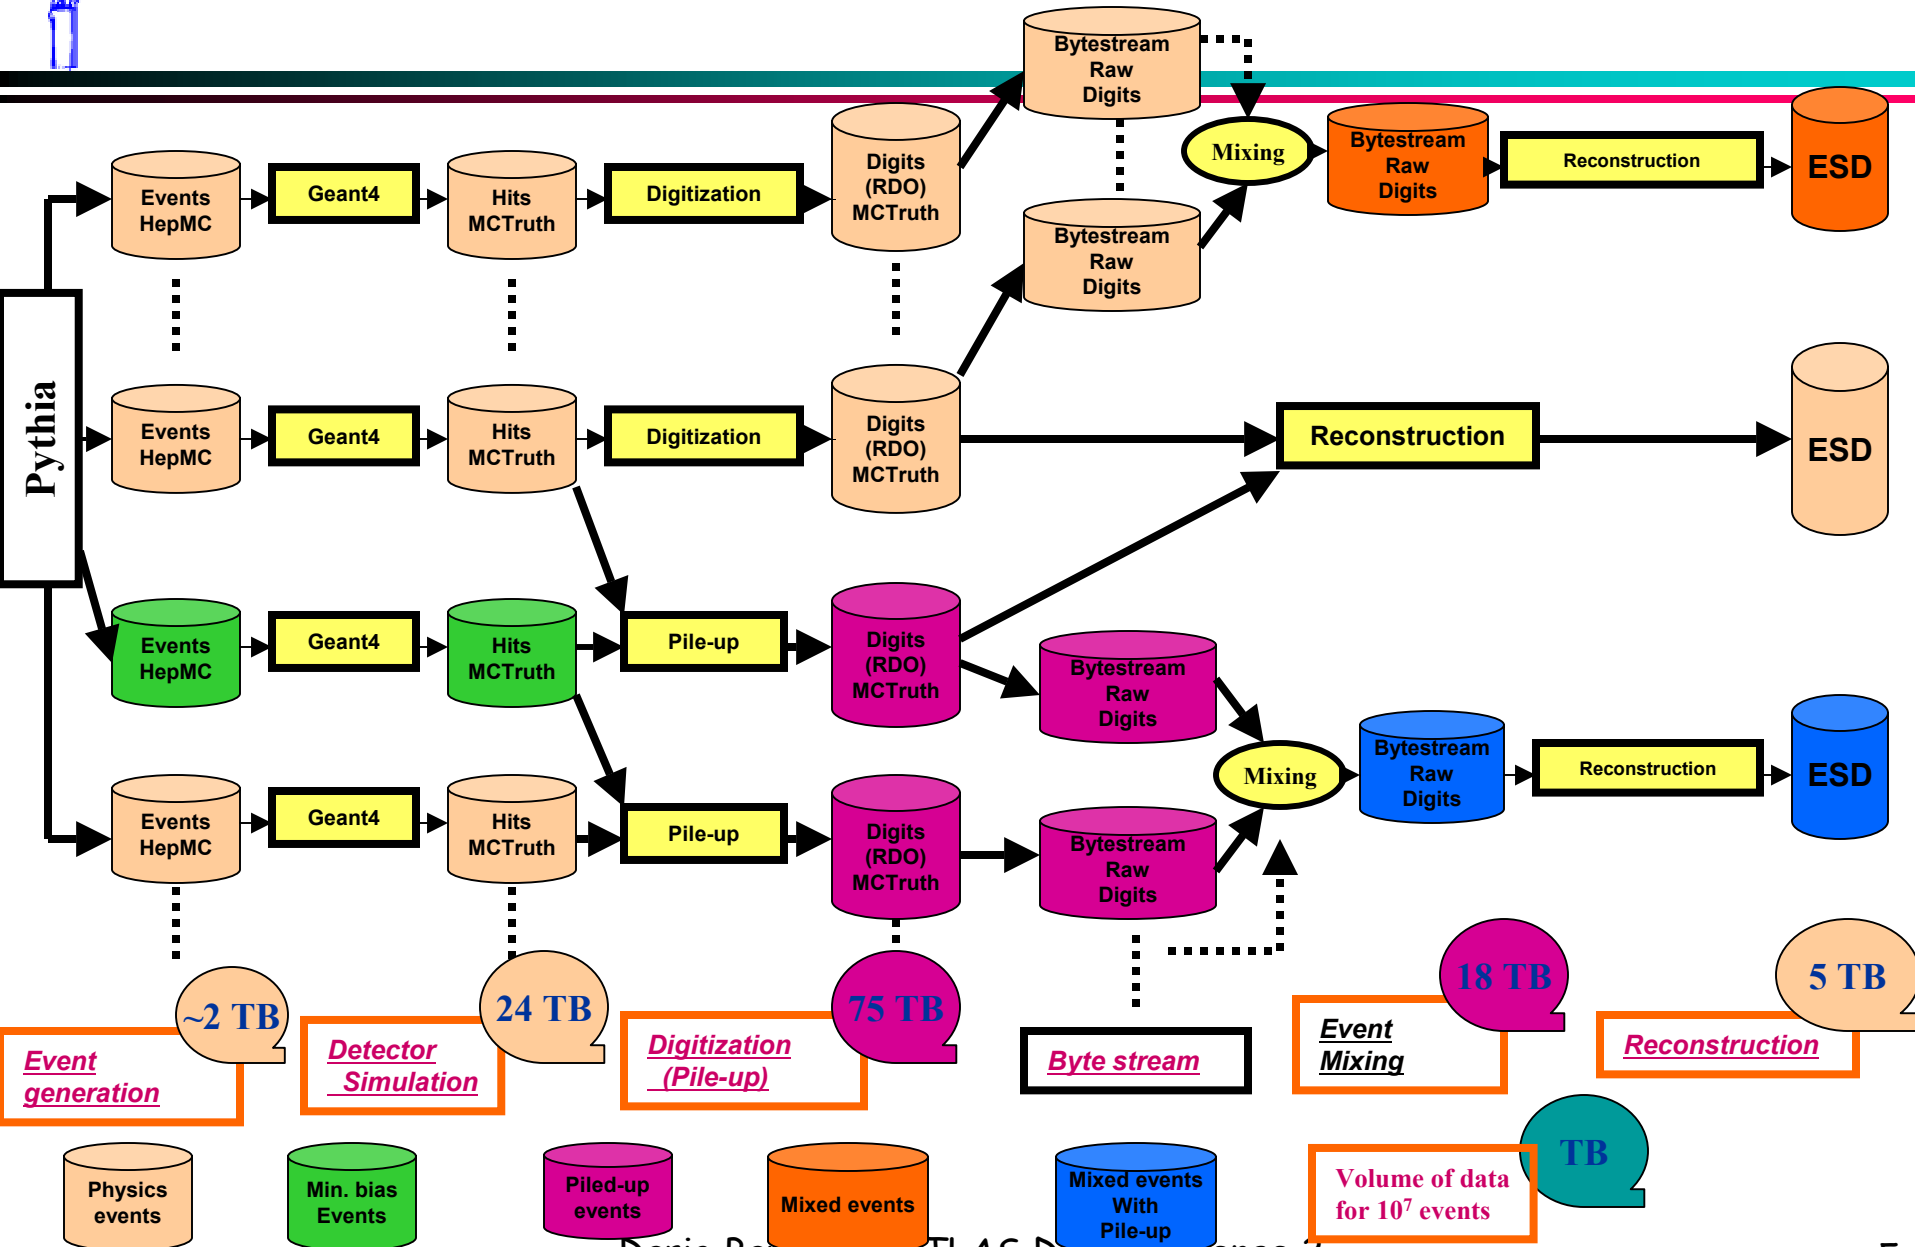 Bytestream
Raw
Digits
Events
HepMC
Geant4
Hits
MCTruth
Digitization
Digits
(RDO)
MCTruth
Mixing
Bytestream
Raw
Digits
Reconstruction
ESD
Bytestream
Raw
Digits
Pythia
Events
HepMC
Geant4
Hits
MCTruth
Digitization
Digits
(RDO)
MCTruth
Reconstruction
ESD
Events
HepMC
Geant4
Hits
MCTruth
Pile-up
Digits
(RDO)
MCTruth
Bytestream
Raw
Digits
Mixing
Bytestream
Raw
Digits
Reconstruction
ESD
Events
HepMC
Geant4
Hits
MCTruth
Pile-up
Digits
(RDO)
MCTruth
Bytestream
Raw
Digits
~2 TB
24 TB
75 TB
18 TB
5 TB
Event
generation
Detector
Simulation
Digitization
(Pile-up)
Byte stream
Event
Mixing
Reconstruction
TB
Volume of data
for 10⁷ events
Physics
events
Min. bias
Events
Piled-up
events
Mixed events
Mixed events
With
Pile-up